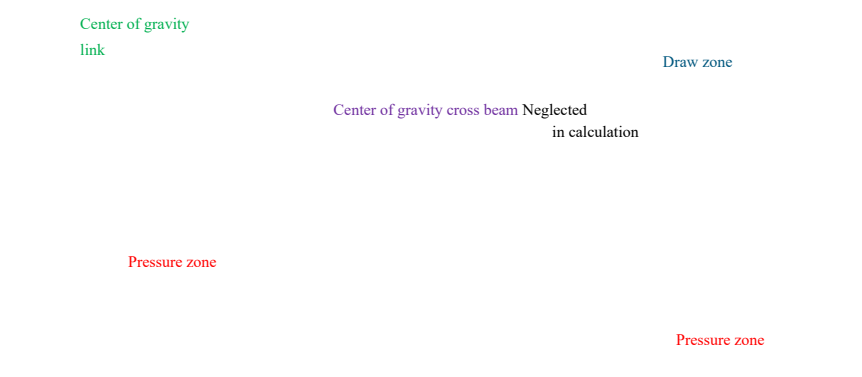 Center of gravity
link
Draw zone
Center of gravity cross beam Neglected
in calculation
Pressure zone
Pressure zone